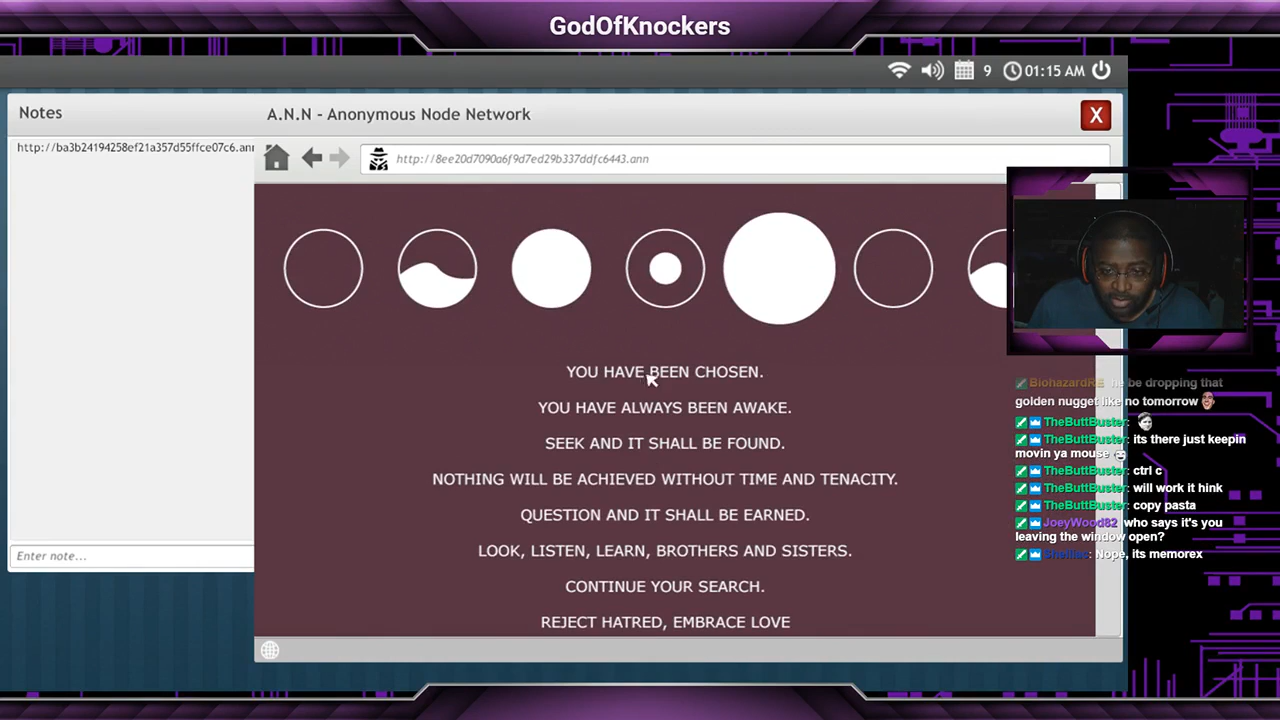 GodOfKnockers
9 01:15 AM
Notes
A.N.N - Anonymous Node Network
X
http://ba3b24194258ef21a357d55ffce07c6.ann
http://8ee20d7090a6f9d7ed29b337ddfc6443.ann
YOU HAVE BEEN CHOSEN.
YOU HAVE ALWAYS BEEN AWAKE.
SEEK AND IT SHALL BE FOUND.
NOTHING WILL BE ACHIEVED WITHOUT TIME AND TENACITY.
QUESTION AND IT SHALL BE EARNED.
LOOK, LISTEN, LEARN, BROTHERS AND SISTERS.
CONTINUE YOUR SEARCH.
REJECT HATRED, EMBRACE LOVE
Enter note...
BiohazardRE: he be dropping that
golden nugget like no tomorrow
TheButtBuster:
TheButtBuster: its there just keepin
movin ya mouse
TheButtBuster: ctrl c
TheButtBuster: will work it hink
TheButtBuster: copy pasta
JoeyWood82: who says it's you
leaving the window open?
Nope, its memorex